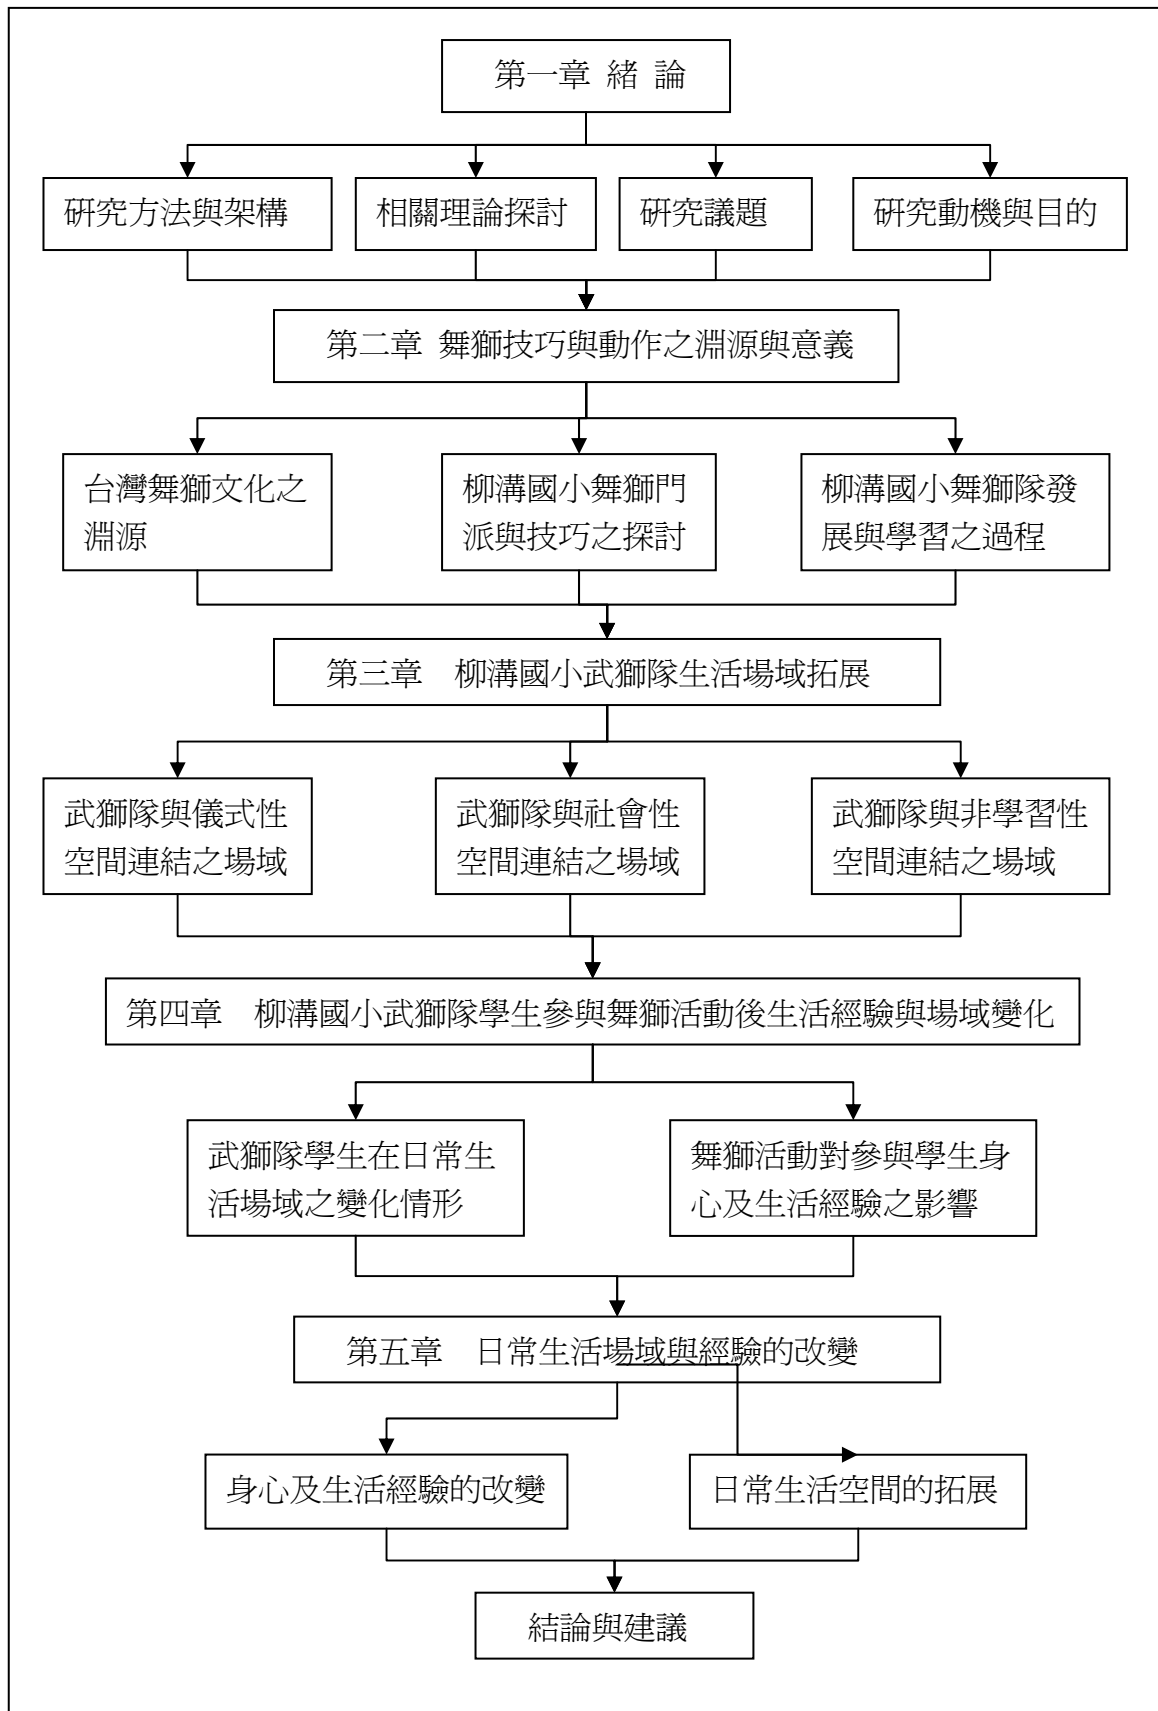 第一章 緒 論
研究方法與架構
相關理論探討
研究議題
研究動機與目的
第二章 舞獅技巧與動作之淵源與意義
台灣舞獅文化之
淵源
柳溝國小舞獅門
派與技巧之探討
柳溝國小舞獅隊發
展與學習之過程
第三章　柳溝國小武獅隊生活場域拓展
武獅隊與儀式性
空間連結之場域
武獅隊與社會性
空間連結之場域
武獅隊與非學習性
空間連結之場域
第四章　柳溝國小武獅隊學生參與舞獅活動後生活經驗與場域變化
武獅隊學生在日常生
活場域之變化情形
舞獅活動對參與學生身
心及生活經驗之影響
第五章　日常生活場域與經驗的改變
身心及生活經驗的改變
日常生活空間的拓展
結論與建議